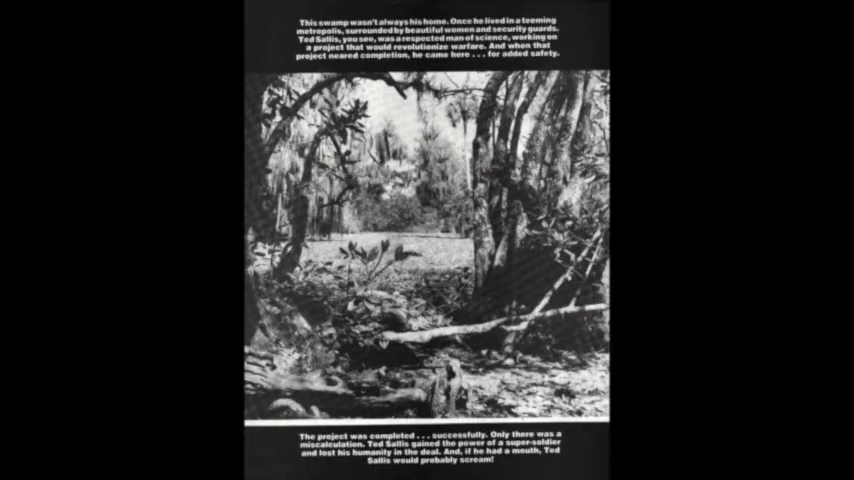 This swamp wasn't always his home. Once he lived in a teeming
metropolis, surrounded by beautiful women and security guards.
Ted Sallis, you see, was a respected man of science, working on
a project that would revolutionize warfare. And when that
project neared completion, he came here . . . for added safety.
The project was completed . . . successfully. Only there was a
miscalculation. Ted Sallis gained the power of a super-soldier
and lost his humanity in the deal. And, if he had a mouth, Ted
Sallis would probably scream!